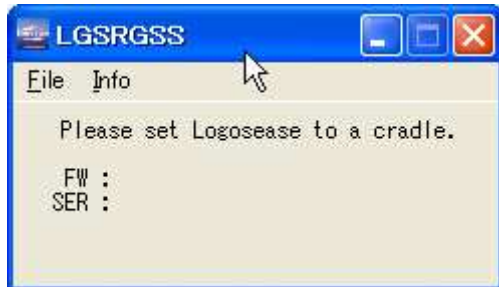 LGSRGSS
File Info
Please set Logosease to a cradle.
FW :
SER :